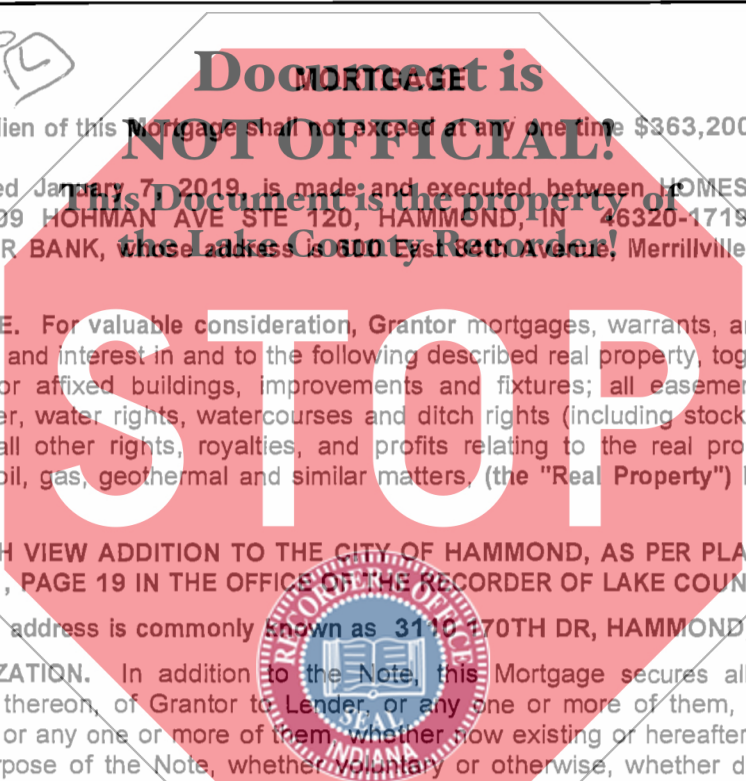 Document is
MORTGAGE
lien of this Mortgage shall not exceed at any one time $363,200
NOT OFFICIAL!
ed January 7, 2019, is made and executed between HOMES
This Document is the property of
09 HOHMAN AVE STE 120, HAMMOND, IN 46320-1719
the Lake County Recorder!
R BANK, whose address is 600 East 84th Avenue, Merrillville
E. For valuable consideration, Grantor mortgages, warrants, a
and interest in and to the following described real property, tog
or affixed buildings, improvements and fixtures; all easeme
er, water rights, watercourses and ditch rights (including stock
all other rights, royalties, and profits relating to the real pro
oil, gas, geothermal and similar matters, (the "Real Property")
STOP
H VIEW ADDITION TO THE CITY OF HAMMOND, AS PER PLA
, PAGE 19 IN THE OFFICE OF THE RECORDER OF LAKE COUN
address is commonly known as 170TH DR, HAMMOND
RECORDER'S OFFICE
SEAL
INDIANA
ZATION. In addition to the Note, this Mortgage secures all
thereon, of Grantor to Lender, or any one or more of them,
or any one or more of them, whether now existing or hereafter
rpose of the Note, whether voluntary or otherwise, whether d